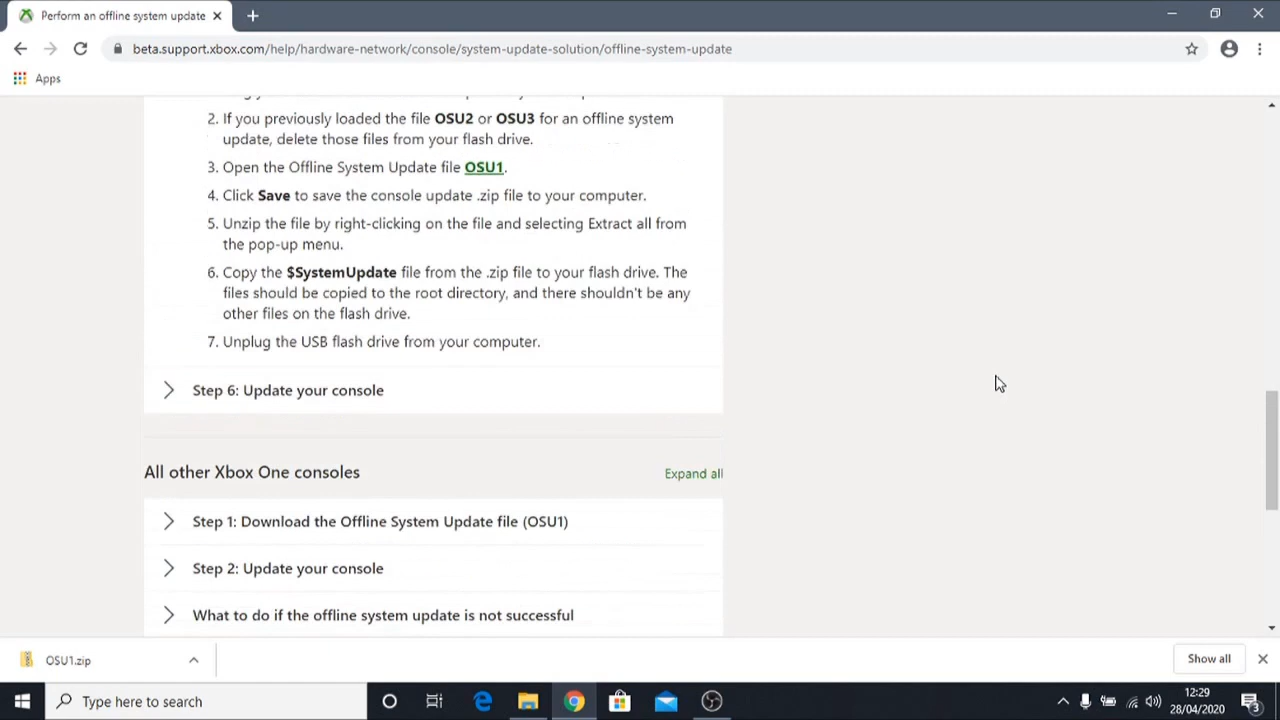 Perform an offline system update
beta.support.xbox.com/help/hardware-network/console/system-update-solution/offline-system-update
Apps
2. If you previously loaded the file OSU2 or OSU3 for an offline system
update, delete those files from your flash drive.
3. Open the Offline System Update file OSU1.
4. Click Save to save the console update .zip file to your computer.
5. Unzip the file by right-clicking on the file and selecting Extract all from
the pop-up menu.
6. Copy the $SystemUpdate file from the .zip file to your flash drive. The
files should be copied to the root directory, and there shouldn't be any
other files on the flash drive.
7. Unplug the USB flash drive from your computer.
Step 6: Update your console
All other Xbox One consoles
Expand all
Step 1: Download the Offline System Update file (OSU1)
Step 2: Update your console
What to do if the offline system update is not successful
OSU1.zip
Show all
Type here to search
12:29
28/04/2020
3